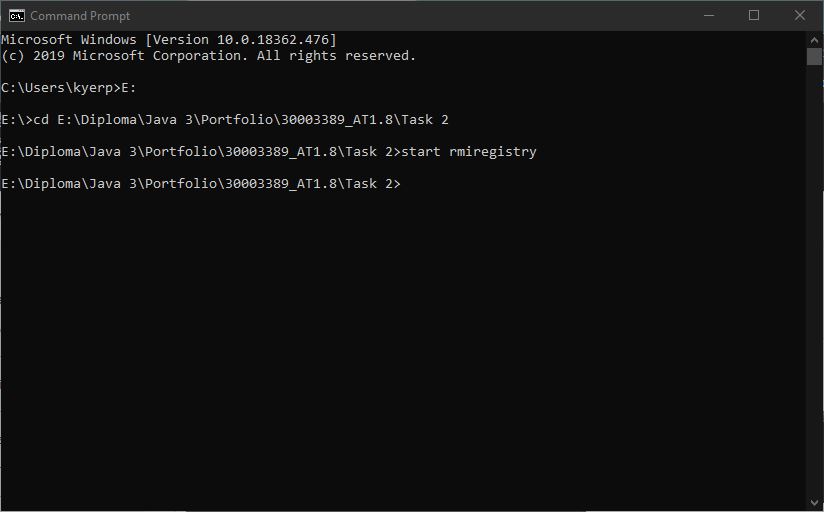 Command Prompt
Microsoft Windows [Version 10.0.18362.476]
(c) 2019 Microsoft Corporation. All rights reserved.
C:\Users\kyerp>E:
E:\>cd E:\Diploma\Java 3\Portfolio\30003389_AT1.8\Task 2
E:\Diploma\Java 3\Portfolio\30003389_AT1.8\Task 2>start rmiregistry
E:\Diploma\Java 3\Portfolio\30003389_AT1.8\Task 2>